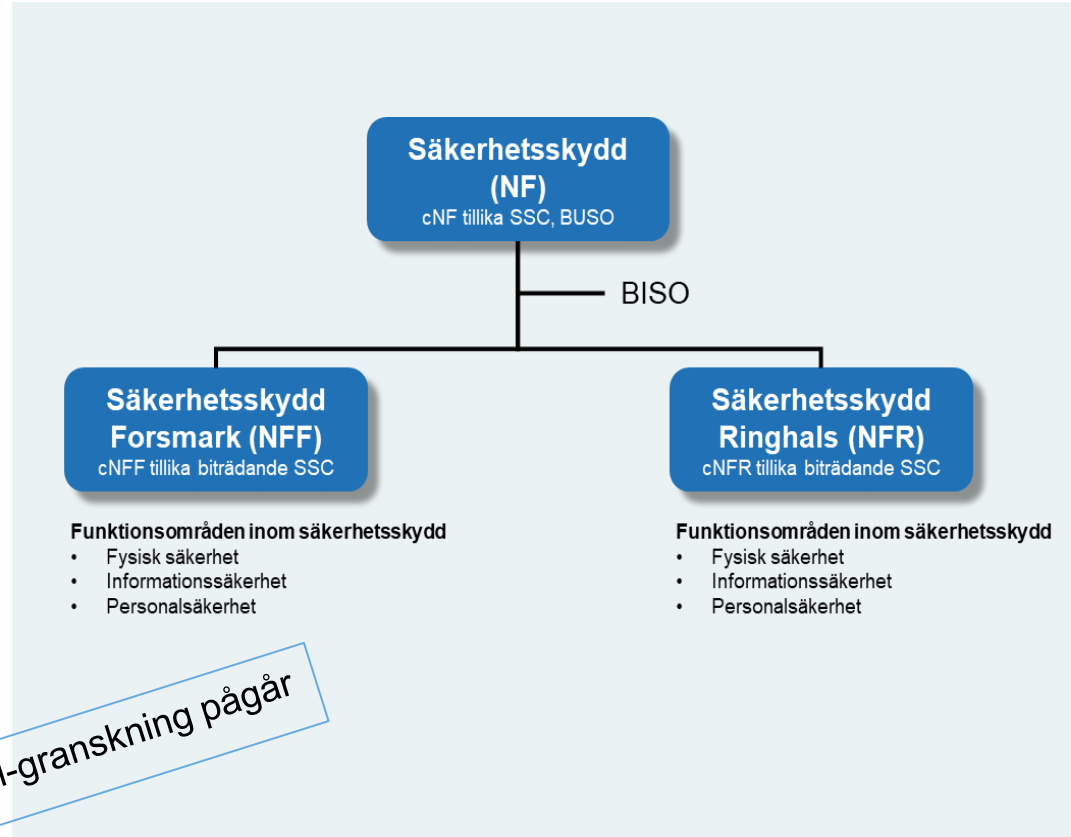 Säkerhetsskydd
(NF)
cNF tillika SSC, BUSO
BISO
Säkerhetsskydd
Forsmark (NFF)
cNFF tillika biträdande SSC
Säkerhetsskydd
Ringhals (NFR)
cNFR tillika biträdande SSC
Funktionsområden inom säkerhetsskydd
• Fysisk säkerhet
• Informationssäkerhet
• Personalsäkerhet
Funktionsområden inom säkerhetsskydd
• Fysisk säkerhet
• Informationssäkerhet
• Personalsäkerhet
-granskning pågår